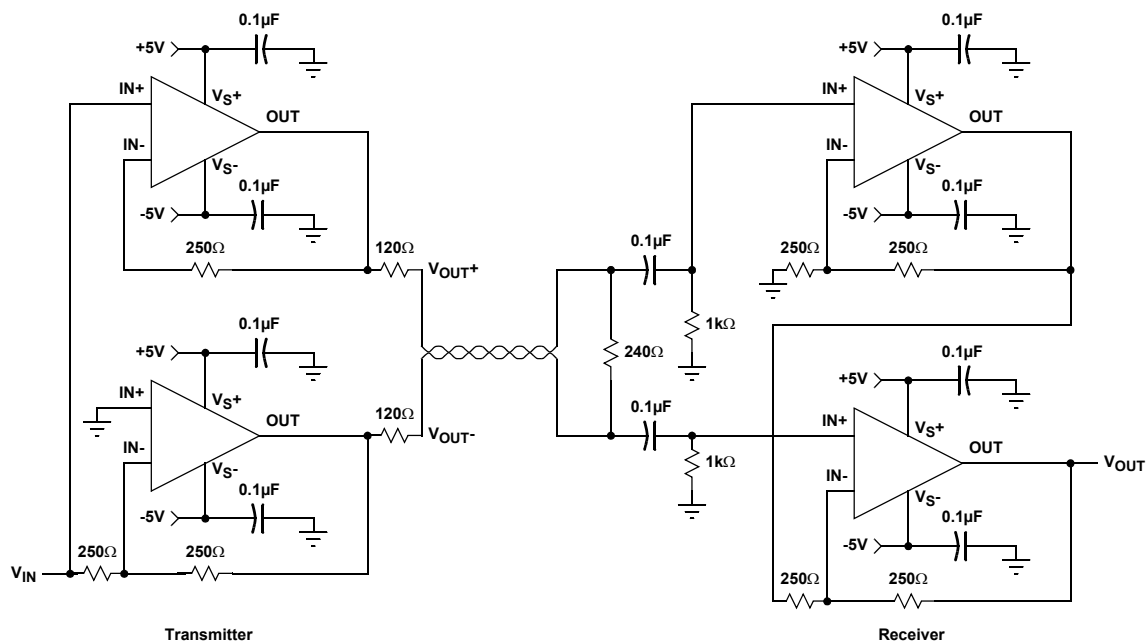 0.1µF
+5V
IN+
VS+
OUT
IN-
VS-
0.1µF
-5V
250Ω
120Ω
VOUT+
0.1µF
+5V
IN+
VS+
OUT
120Ω
VOUT-
IN-
VS-
0.1µF
-5V
250Ω
250Ω
VIN
Transmitter
0.1µF
240Ω
0.1µF
1kΩ
1kΩ
0.1µF
+5V
IN+
VS+
OUT
IN-
VS-
0.1µF
-5V
250Ω
250Ω
0.1µF
+5V
IN+
VS+
OUT
VOUT
IN-
VS-
0.1µF
-5V
250Ω
250Ω
Receiver